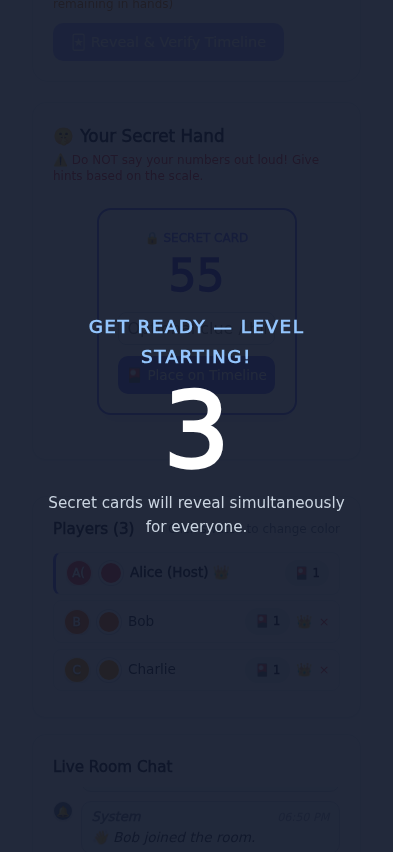 remaining in hands!
Reveal & Verify Timeline
Your Secret Hand
Do NOT say your numbers out loud! Give
hints based on the scale.
SECRET CARD
55
GET READY — LEVEL
STARTING!
Place on Timeline
3
Secret cards will reveal simultaneously
for everyone.
Players (3)
to change color
Al
Alice (Host)
1
B
Bob
1
×
C
Charlie
1
×
Live Room Chat
System
08:50 PM
Bob joined the room.